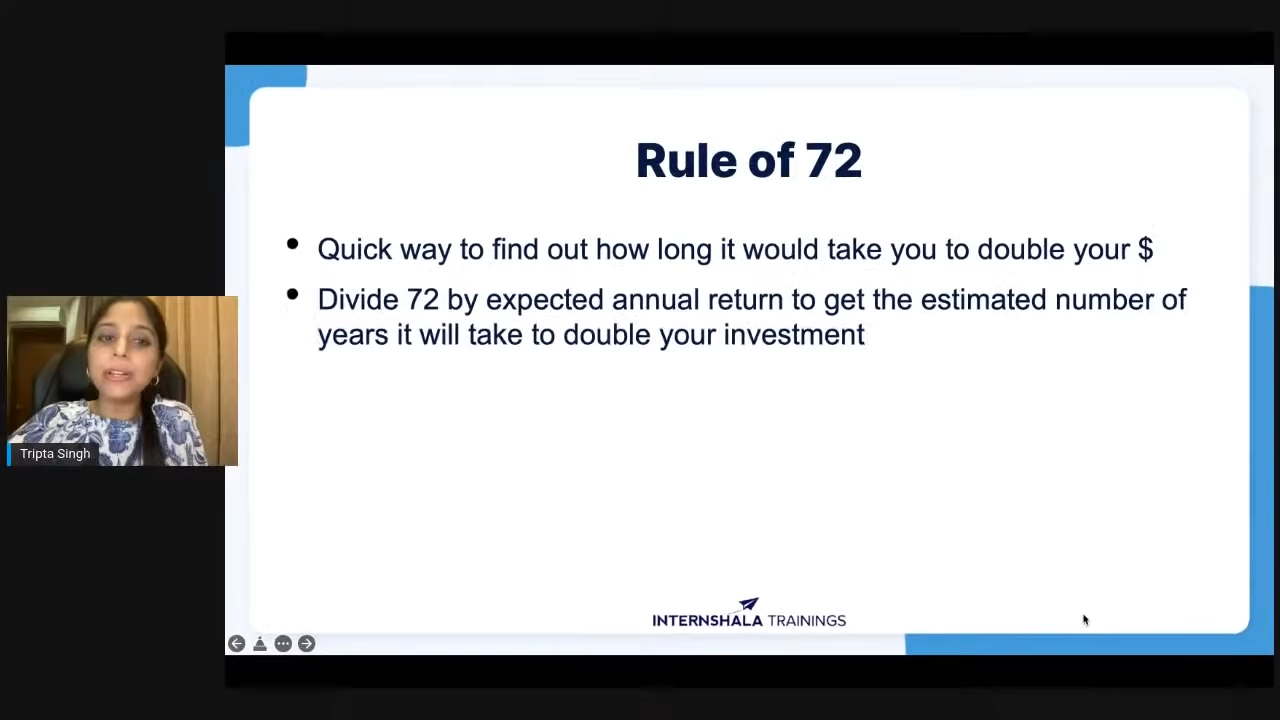 Rule of 72
• Quick way to find out how long it would take you to double your $
• Divide 72 by expected annual return to get the estimated number of
years it will take to double your investment
Tripta Singh
INTERNSHALA TRAININGS